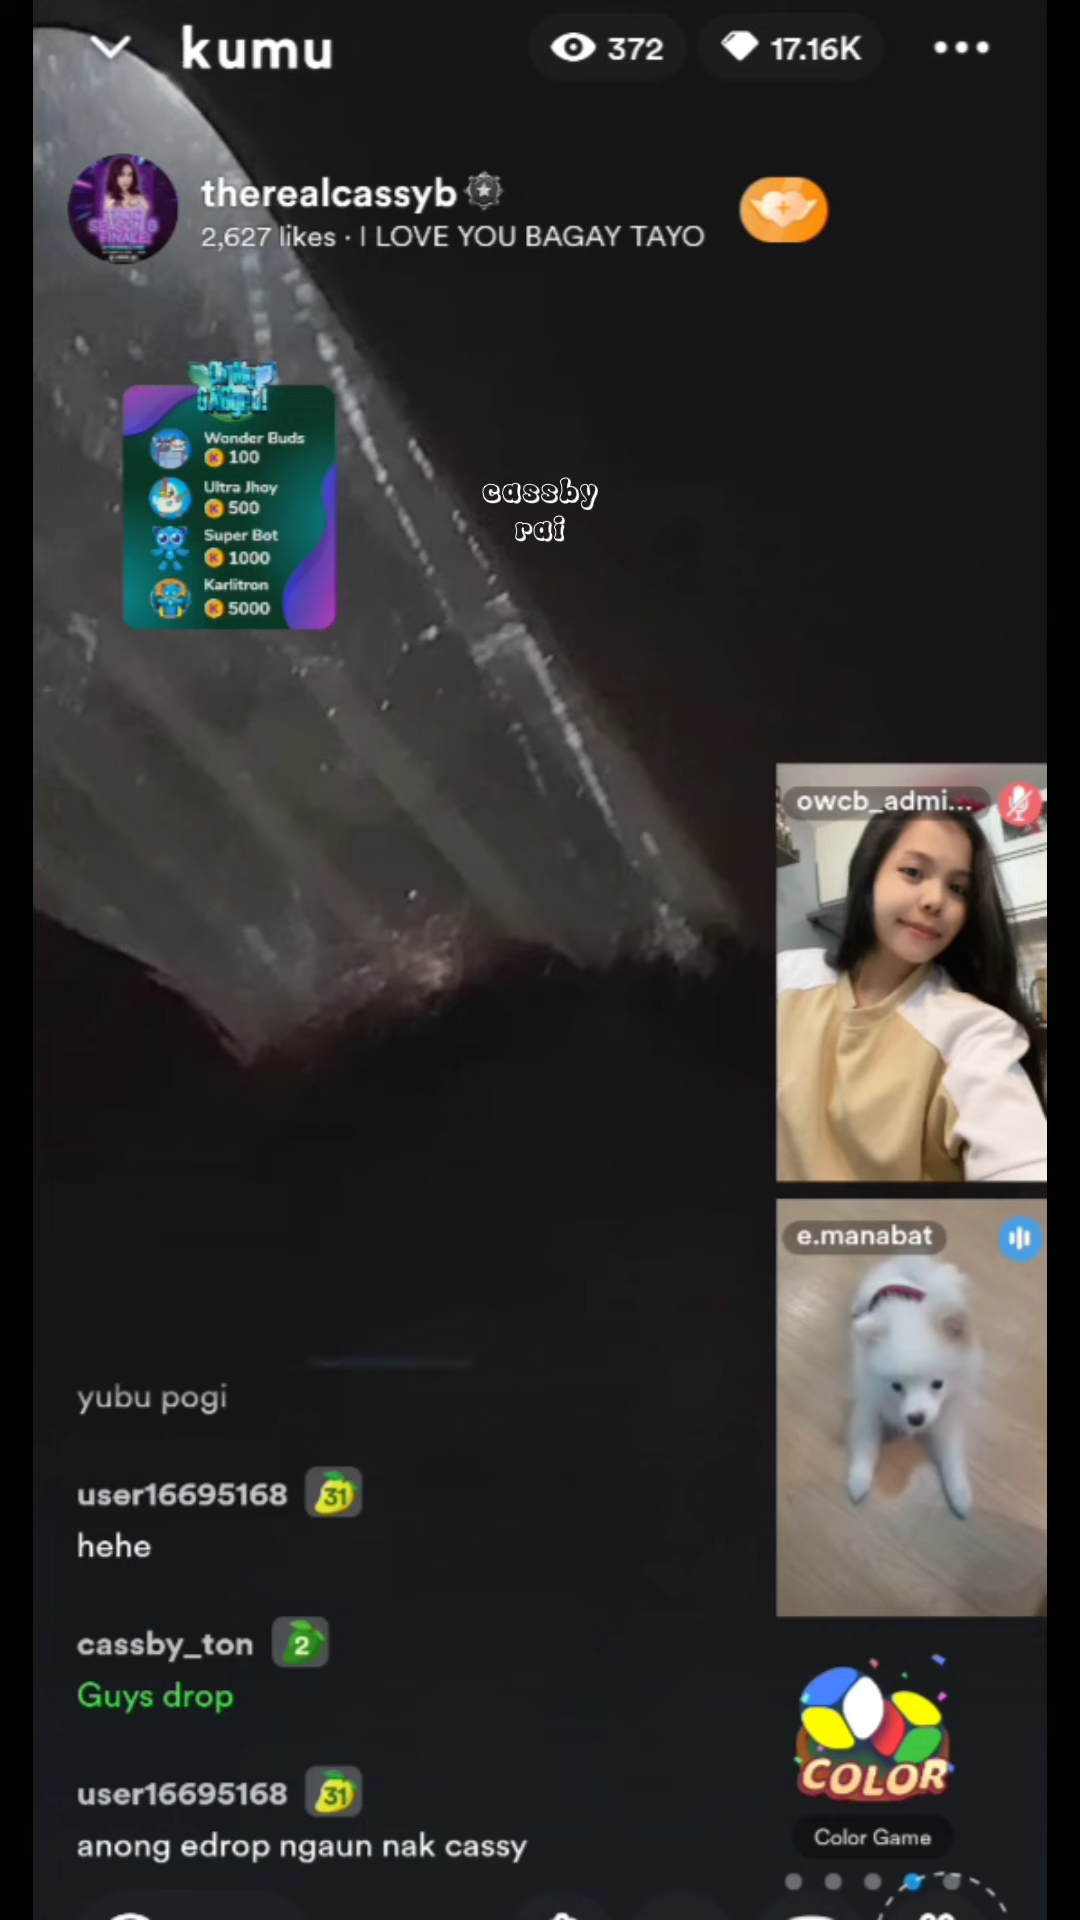 kumu
372
17.16K
therealcassyb
2,627 likes · I LOVE YOU BAGAY TAYO
Wonder Buds
100
Ultra Jhoy
500
Super Bot
1000
Karlitron
5000
cassby
rai
owcb_admi...
e.manabat
yubu pogi
user16695168 31
hehe
cassby_ton 2
Guys drop
user16695168 31
anong edrop ngaun nak cassy
COLOR
Color Game